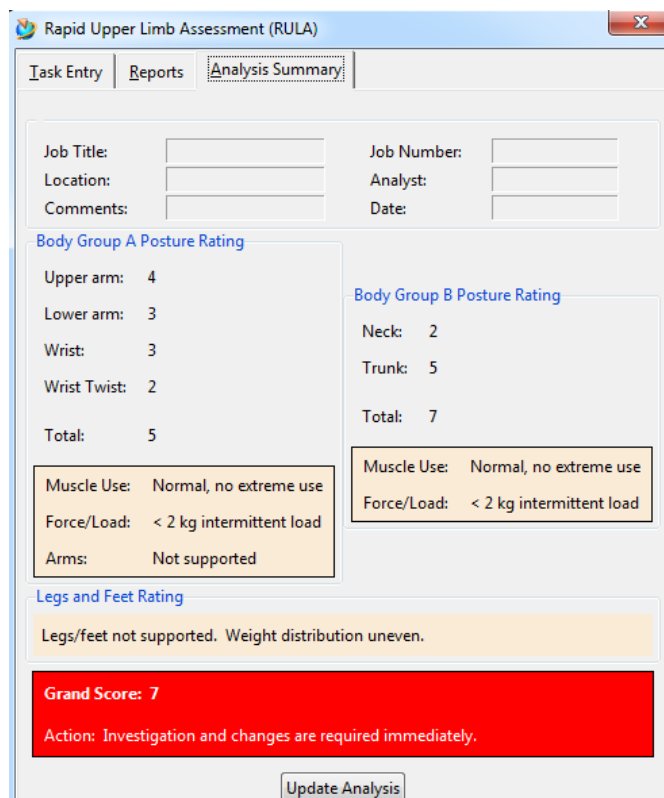 Rapid Upper Limb Assessment (RULA)
x
Task Entry Reports Analysis Summary
Job Title: Job Number:
Location: Analyst:
Comments: Date:
Body Group A Posture Rating
Upper arm: 4
Lower arm: 3
Wrist: 3
Wrist Twist: 2
Total: 5
Muscle Use: Normal, no extreme use
Force/Load: < 2 kg intermittent load
Arms: Not supported
Body Group B Posture Rating
Neck: 2
Trunk: 5
Total: 7
Muscle Use: Normal, no extreme use
Force/Load: < 2 kg intermittent load
Legs and Feet Rating
Legs/feet not supported. Weight distribution uneven.
Grand Score: 7
Action: Investigation and changes are required immediately.
Update Analysis